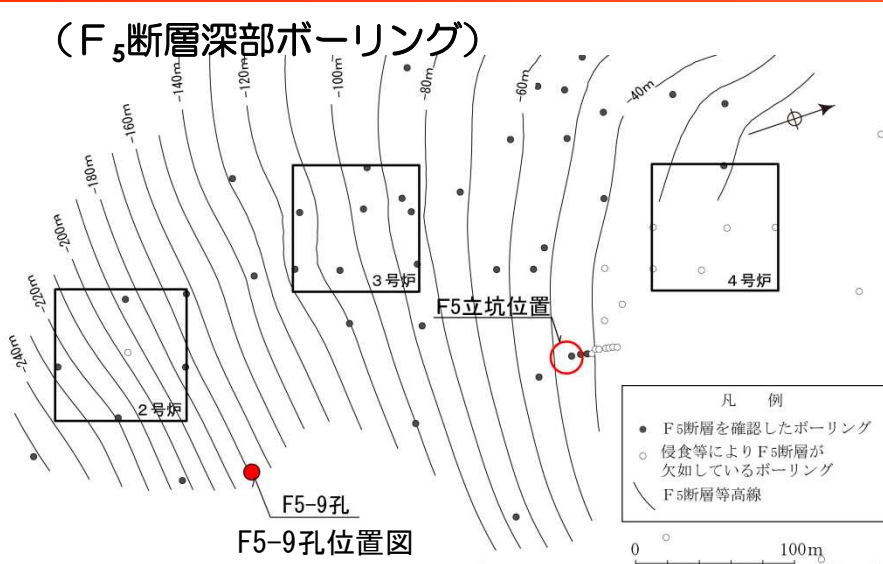 （Ｆ₅断層深部ボーリング）
-140m
-120m
-100m
-80m
-60m
-40m
-160m
-180m
-200m
-220m
-240m
３号炉
４号炉
２号炉
F5立坑位置
F5-9孔
F5-9孔位置図
凡　例
Ｆ5断層を確認したボーリング
侵食等によりＦ5断層が
欠如しているボーリング
Ｆ5断層等高線
0 100m